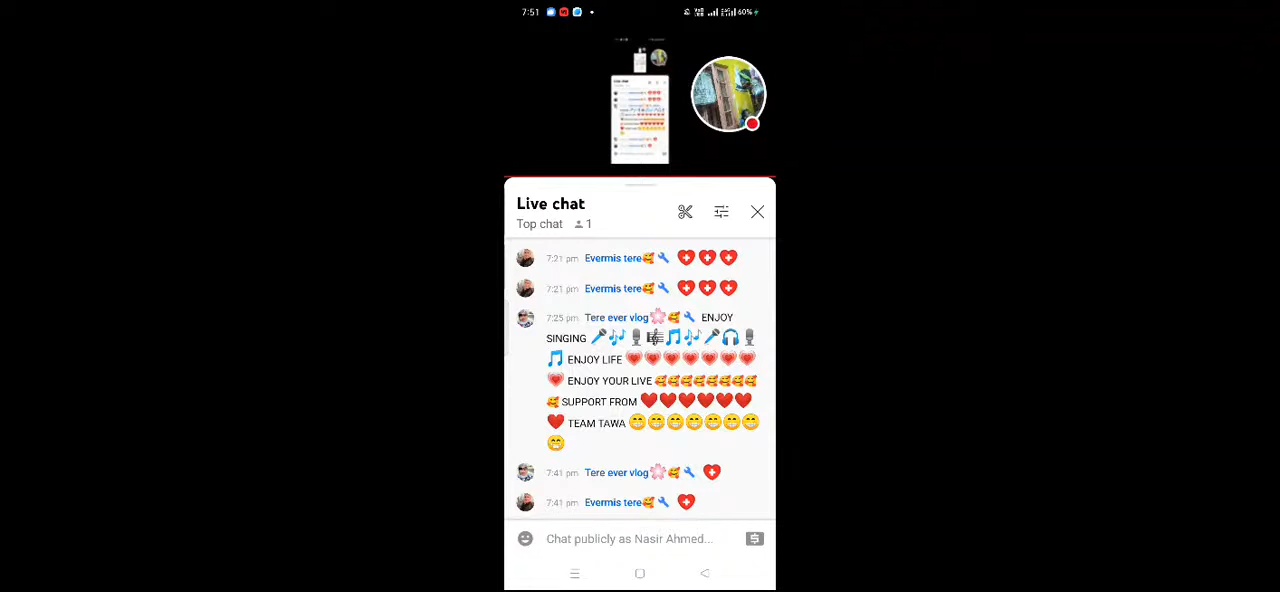 7:51
60%
Live chat
Top chat 1
7:21 pm Evermis tere🥰🔧
7:21 pm Evermis tere🥰🔧
7:25 pm Tere ever vlog🌸🥰🔧 ENJOY
SINGING 🎤🎶🎙🎼🎵🎶🎤🎧🎙
🎵 ENJOY LIFE 💗💗💗💗💗💗💗
💗 ENJOY YOUR LIVE 🥰🥰🥰🥰🥰🥰🥰🥰
🥰 SUPPORT FROM ❤️❤️❤️❤️❤️❤️
❤️ TEAM TAWA 😁😁😁😁😁😁😁
😁
7:41 pm Tere ever vlog🌸🥰🔧
7:41 pm Evermis tere🥰🔧
Chat publicly as Nasir Ahmed...